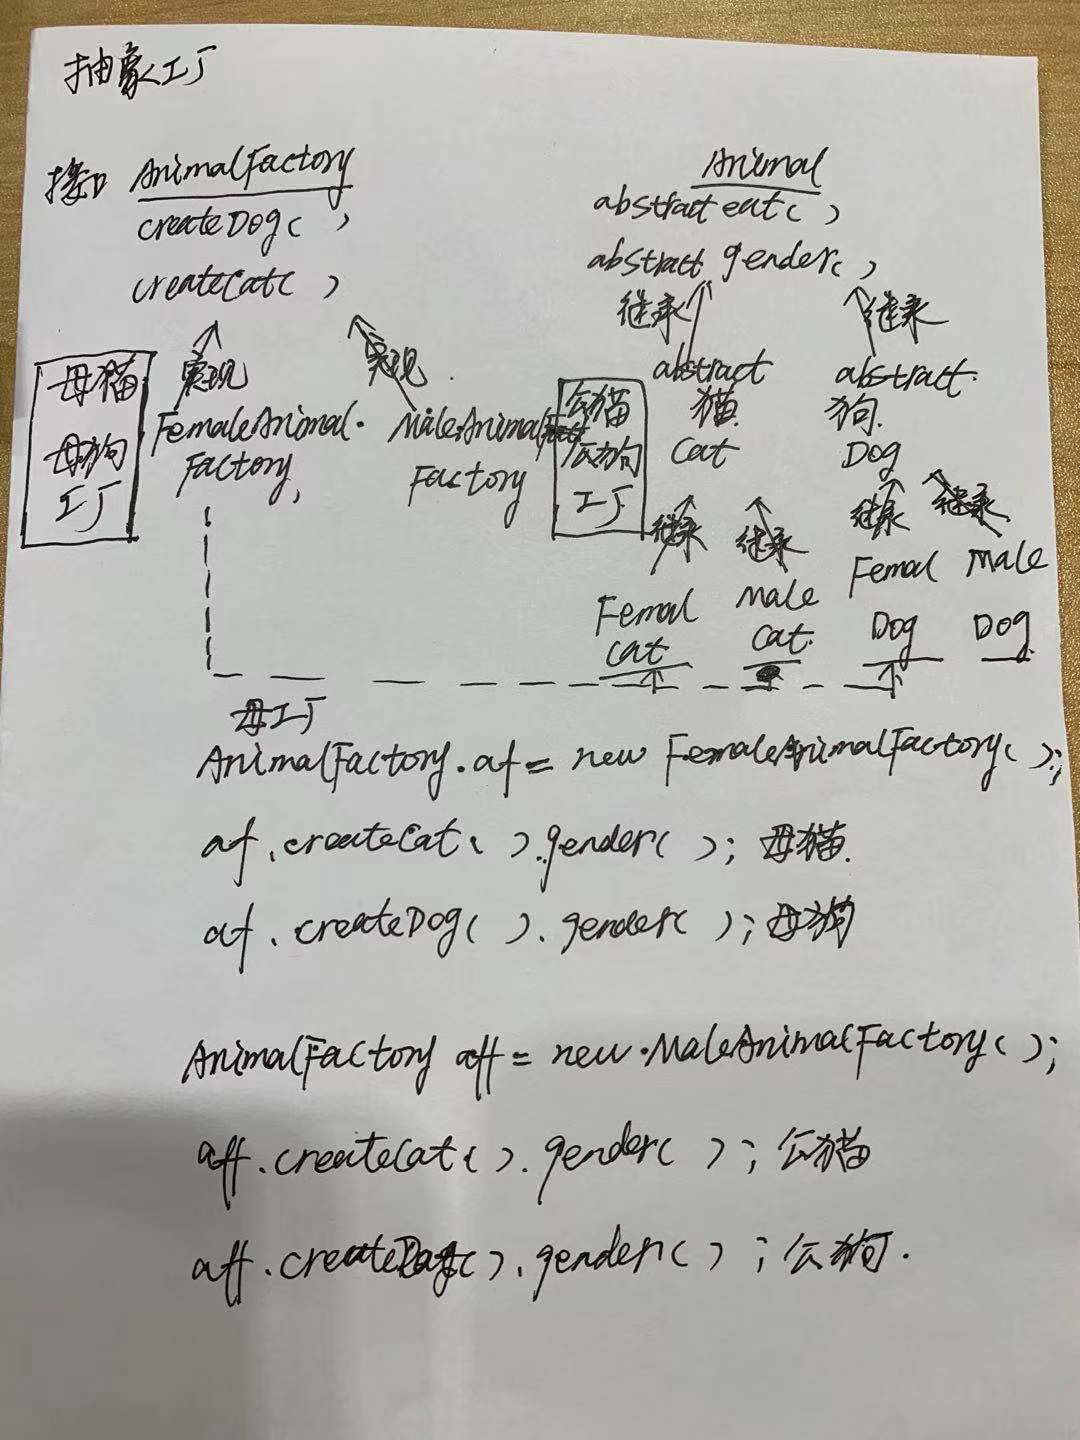 抽象工厂
接口 AnimalFactory
createDog( )
createCat( )
实现
实现
母猫
母狗
工厂
FemaleAnimal
Factory
MaleAnimal
Factory
公猫
公狗
工厂
Animal
abstract eat( )
abstract gender( )
继承
继承
abstract
猫
Cat
abstract
狗
Dog
继承
继承
继承
继承
Femal
Cat
Male
Cat
Femal
Dog
Male
Dog
母工厂
AnimalFactory af = new FemaleAnimalFactory( );
af.createCat( ).gender( ); 母猫
af.createDog( ).gender( ); 母狗
AnimalFactory aff = new MaleAnimalFactory( );
aff.createCat( ).gender( ); 公猫
aff.createDog( ).gender( ); 公狗.